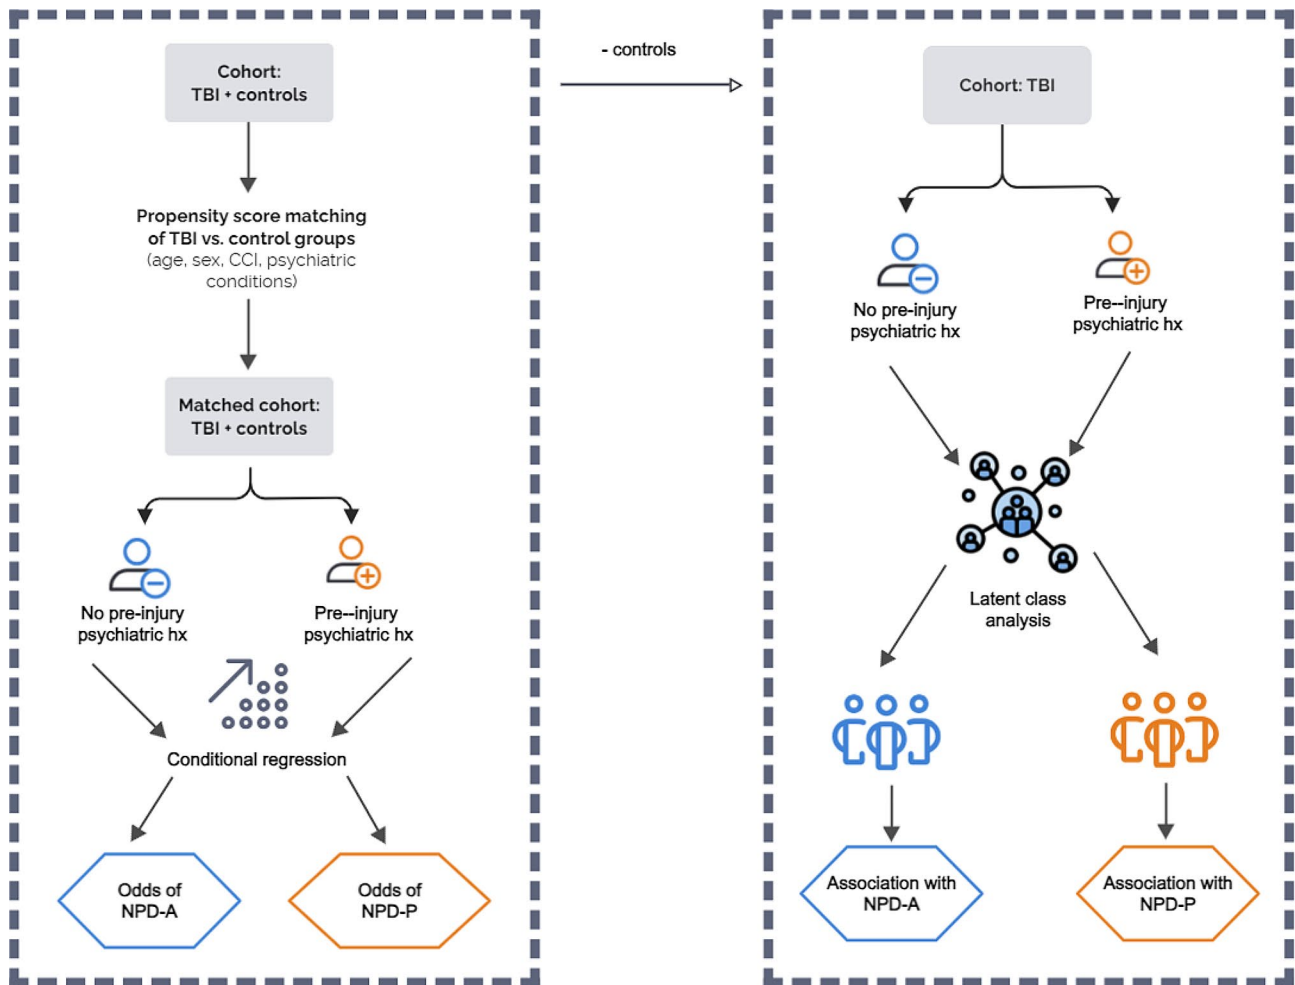 Cohort:
TBI + controls
Propensity score matching
of TBI vs. control groups
(age, sex, CCI, psychiatric
conditions)
Matched cohort:
TBI + controls
No pre-injury
psychiatric hx
Pre--injury
psychiatric hx
Conditional regression
Odds of
NPD-A
Odds of
NPD-P
- controls
Cohort: TBI
No pre-injury
psychiatric hx
Pre--injury
psychiatric hx
Latent class
analysis
Association with
NPD-A
Association with
NPD-P